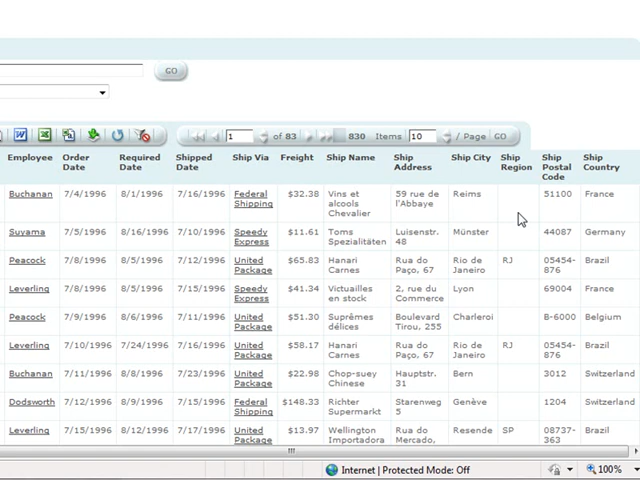 GO
1 of 83 830 Items 10 / Page GO
Employee Order Date Required Date Shipped Date Ship Via Freight Ship Name Ship Address Ship City Ship Region Ship Postal Code Ship Country
Buchanan 7/4/1996 8/1/1996 7/16/1996 Federal Shipping $32.38 Vins et alcools Chevalier 59 rue de l'Abbaye Reims 51100 France
Suyama 7/5/1996 8/16/1996 7/10/1996 Speedy Express $11.61 Toms Spezialitäten Luisenstr. 48 Münster 44087 Germany
Peacock 7/8/1996 8/5/1996 7/12/1996 United Package $65.83 Hanari Carnes Rua do Paço, 67 Rio de Janeiro RJ 05454-876 Brazil
Leverling 7/8/1996 8/5/1996 7/15/1996 Speedy Express $41.34 Victuailles en stock 2, rue du Commerce Lyon 69004 France
Peacock 7/9/1996 8/6/1996 7/11/1996 United Package $51.30 Suprêmes délices Boulevard Tirou, 255 Charleroi B-6000 Belgium
Leverling 7/10/1996 7/24/1996 7/16/1996 United Package $58.17 Hanari Carnes Rua do Paço, 67 Rio de Janeiro RJ 05454-876 Brazil
Buchanan 7/11/1996 8/8/1996 7/23/1996 United Package $22.98 Chop-suey Chinese Hauptstr. 31 Bern 3012 Switzerland
Dodsworth 7/12/1996 8/9/1996 7/15/1996 Federal Shipping $148.33 Richter Supermarkt Starenweg 5 Genève 1204 Switzerland
Leverling 7/15/1996 8/12/1996 7/17/1996 United Package $13.97 Wellington Importadora Rua do Mercado, Resende SP 08737-363 Brazil
Internet | Protected Mode: Off 100%